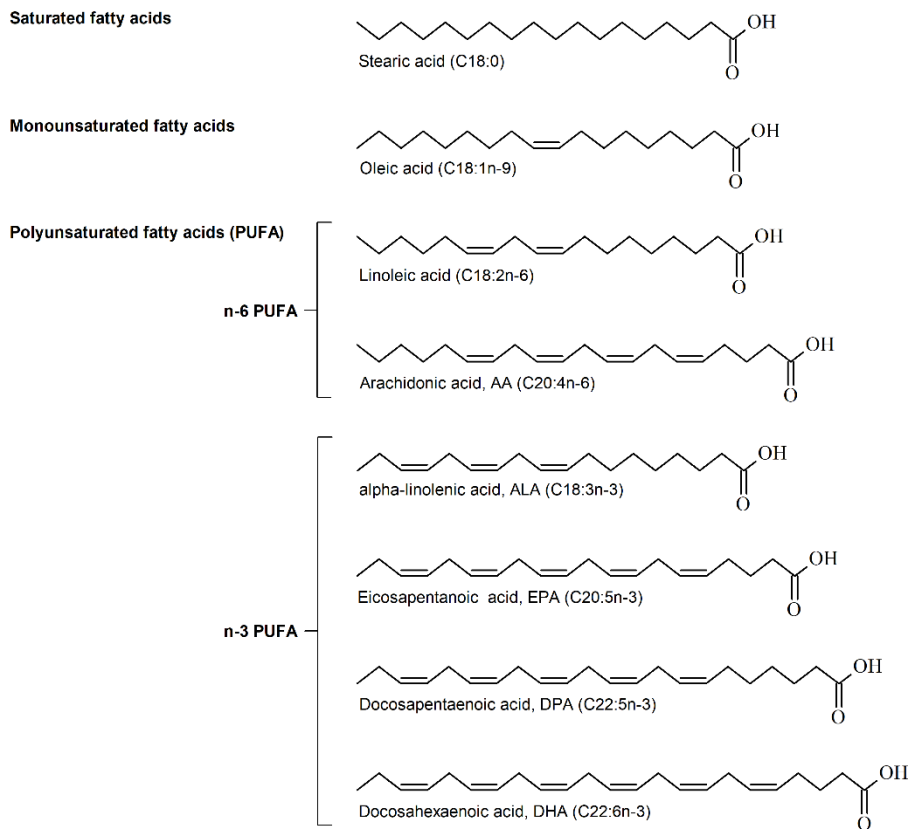 Saturated fatty acids
OH
O
Stearic acid (C18:0)
Monounsaturated fatty acids
OH
O
Oleic acid (C18:1n-9)
Polyunsaturated fatty acids (PUFA)
OH
O
Linoleic acid (C18:2n-6)
n-6 PUFA
OH
O
Arachidonic acid, AA (C20:4n-6)
OH
O
alpha-linolenic acid, ALA (C18:3n-3)
OH
O
Eicosapentanoic acid, EPA (C20:5n-3)
n-3 PUFA
OH
O
Docosapentaenoic acid, DPA (C22:5n-3)
OH
O
Docosahexaenoic acid, DHA (C22:6n-3)